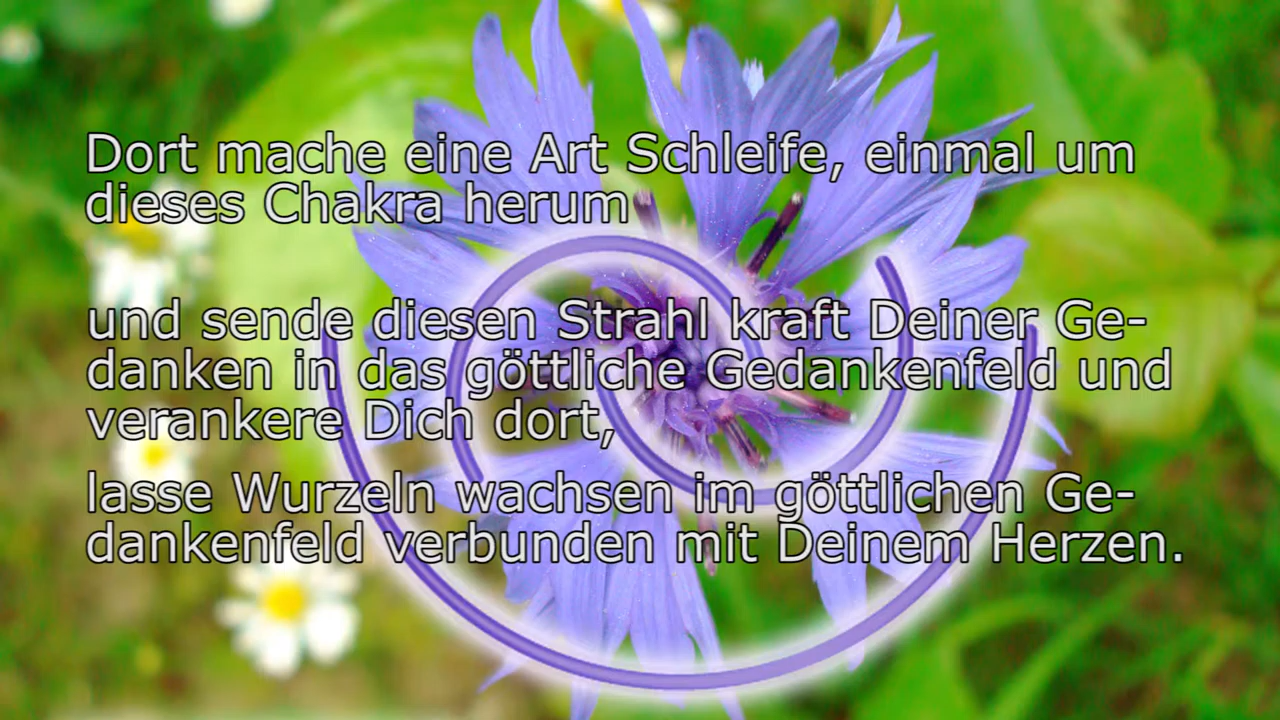 Dort mache eine Art Schleife, einmal um
dieses Chakra herum
und sende diesen Strahl kraft Deiner Ge-
danken in das göttliche Gedankenfeld und
verankere Dich dort,
lasse Wurzeln wachsen im göttlichen Ge-
dankenfeld verbunden mit Deinem Herzen.